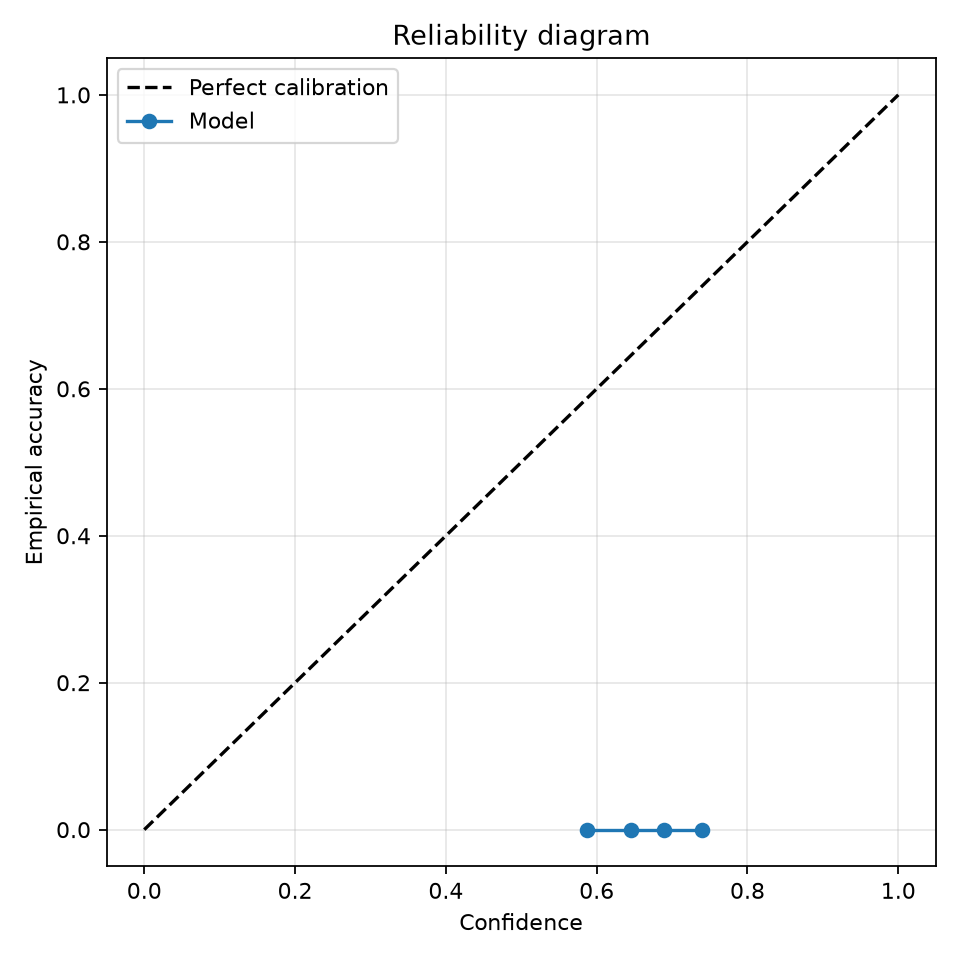 Reliability diagram
Perfect calibration
Model
1.0
0.8
0.6
0.4
0.2
0.0
Empirical accuracy
0.0 0.2 0.4 0.6 0.8 1.0
Confidence